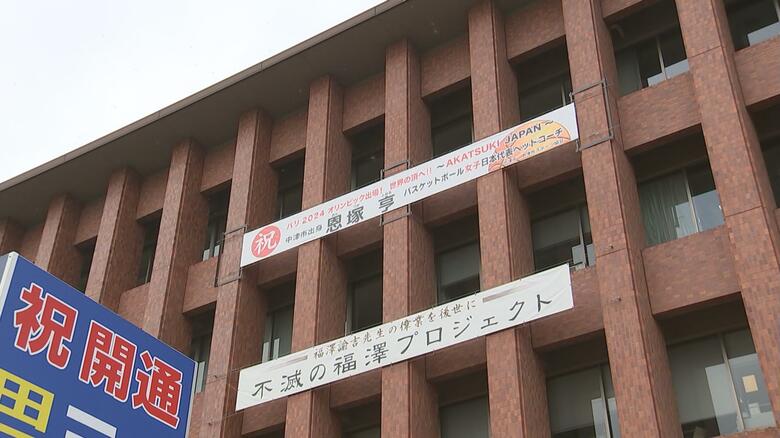 祝
パリ2024オリンピック出場!世界の頂へ!!～AKATSUKI JAPAN～
中津市出身 恩塚 亨 バスケットボール女子日本代表ヘッドコーチ
福澤諭吉先生の偉業を後世に
不滅の福澤プロジェクト
祝開通